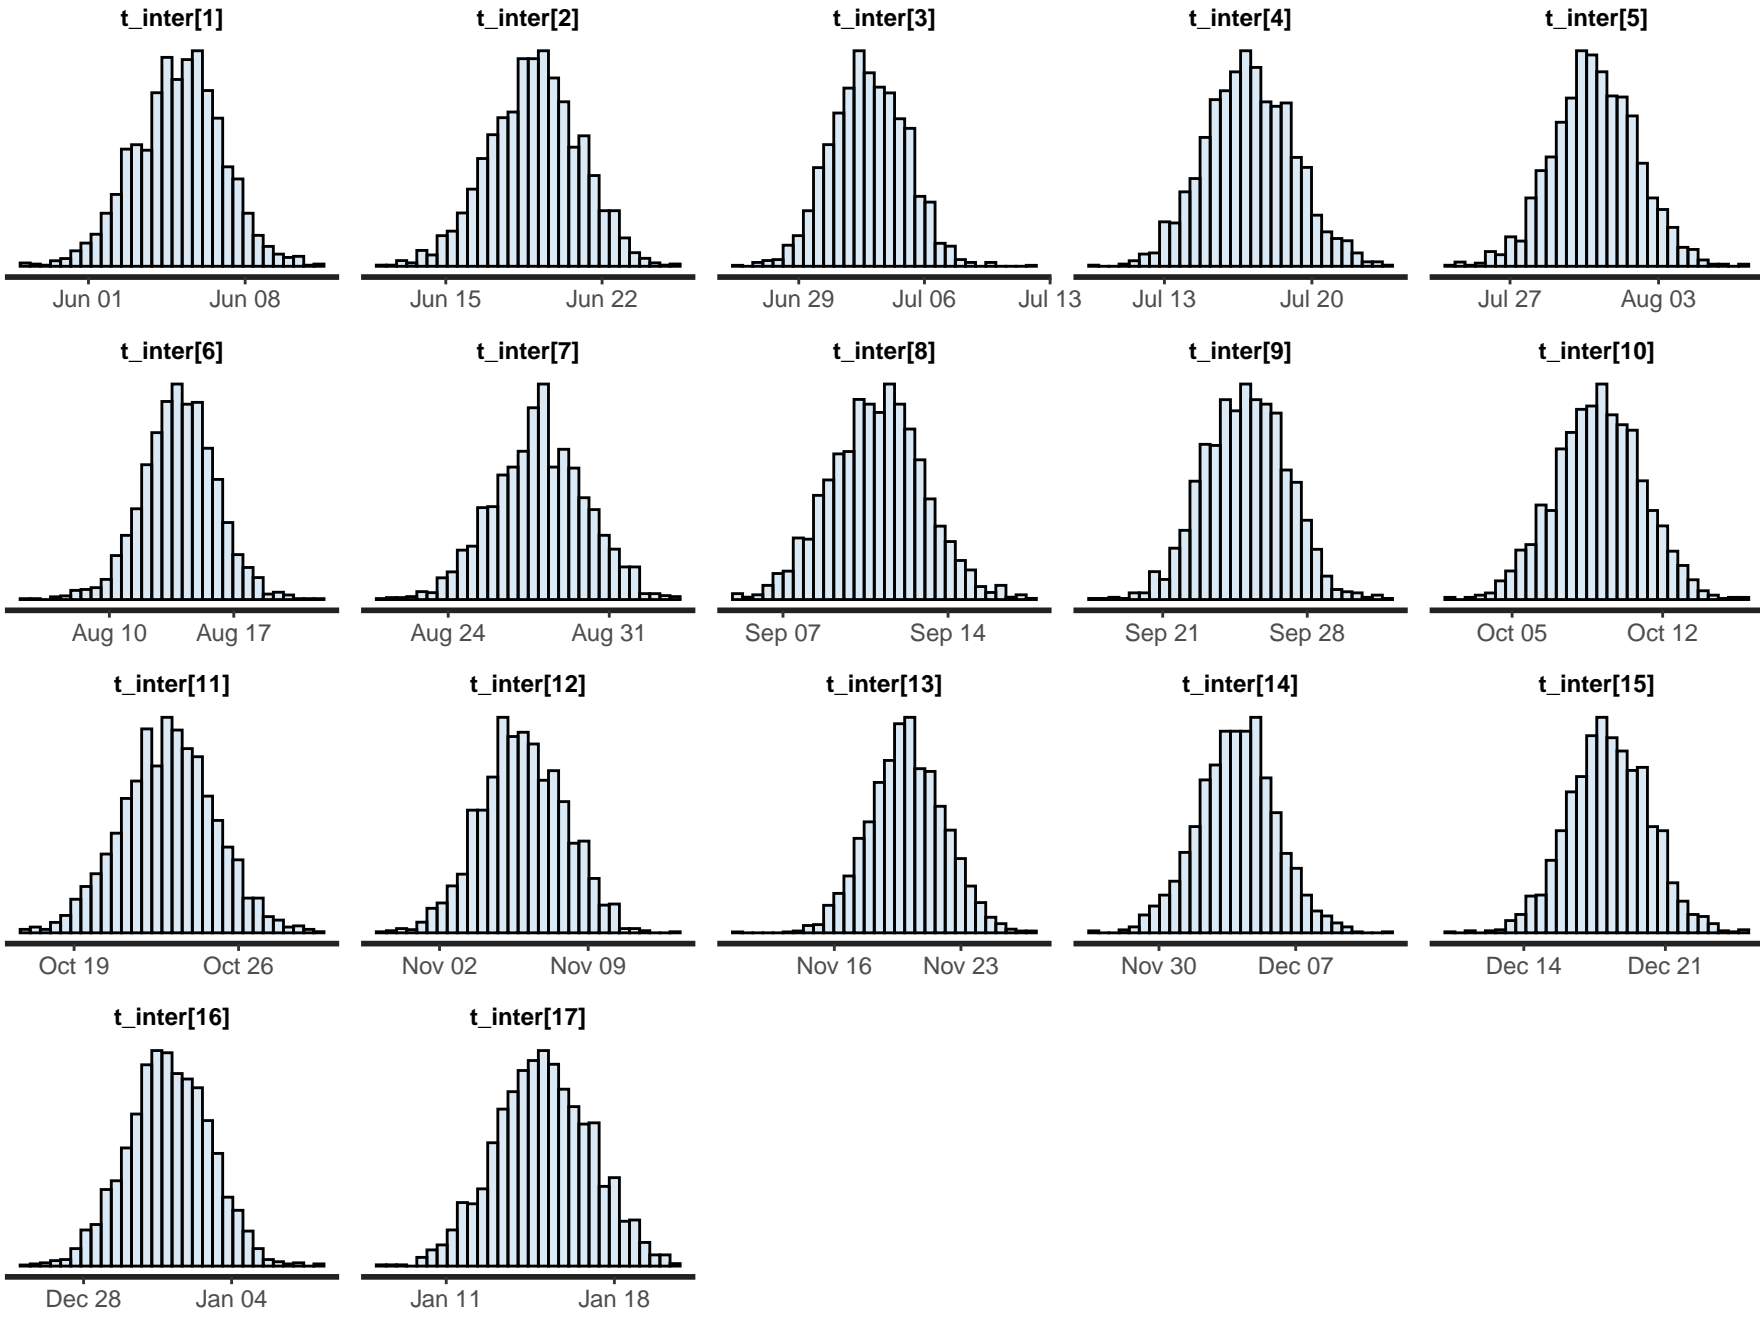 t_inter[1] t_inter[2] t_inter[3] t_inter[4] t_inter[5]
Jun 01 Jun 08 Jun 15 Jun 22 Jun 29 Jul 06 Jul 13 Jul 13 Jul 20 Jul 27 Aug 03
t_inter[6] t_inter[7] t_inter[8] t_inter[9] t_inter[10]
Aug 10 Aug 17 Aug 24 Aug 31 Sep 07 Sep 14 Sep 21 Sep 28 Oct 05 Oct 12
t_inter[11] t_inter[12] t_inter[13] t_inter[14] t_inter[15]
Oct 19 Oct 26 Nov 02 Nov 09 Nov 16 Nov 23 Nov 30 Dec 07 Dec 14 Dec 21
t_inter[16] t_inter[17]
Dec 28 Jan 04 Jan 11 Jan 18